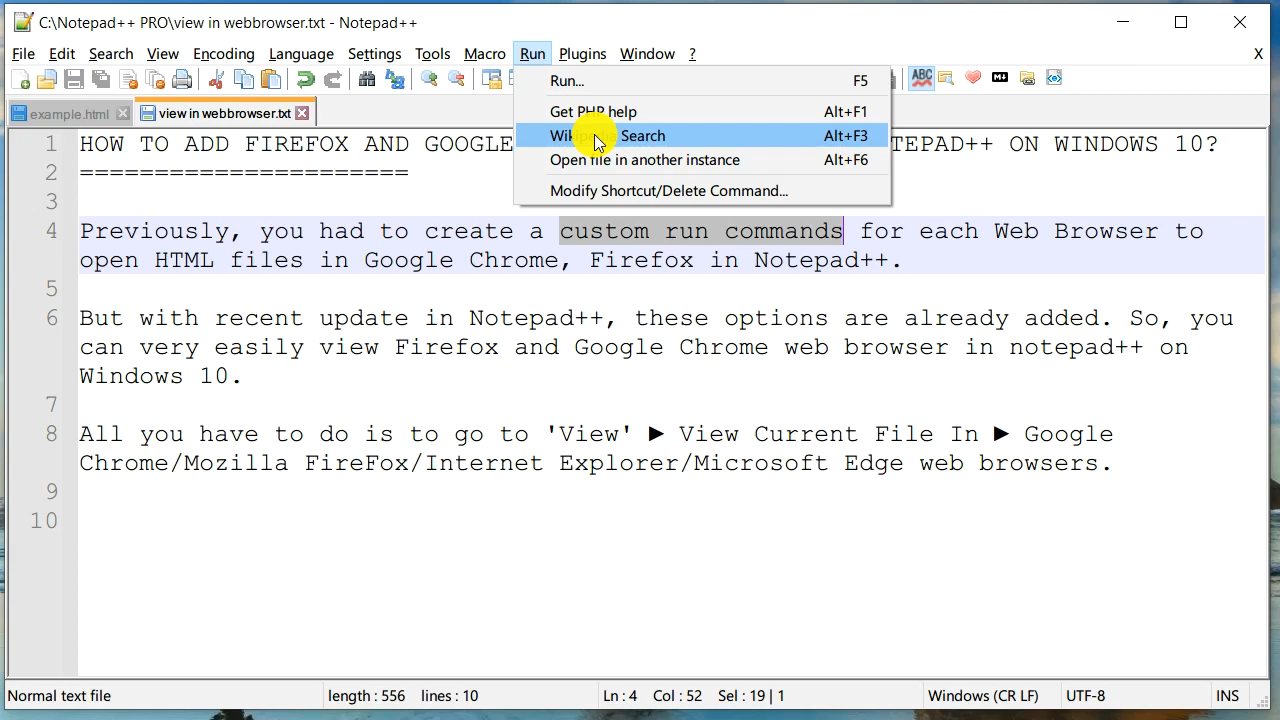 C:\Notepad++ PRO\view in webbrowser.txt - Notepad++
File Edit Search View Encoding Language Settings Tools Macro Run Plugins Window ? X
ABC
example.html view in webbrowser.txt
Run... F5
Get PHP help Alt+F1
Wikipedia Search Alt+F3
Open file in another instance Alt+F6
Modify Shortcut/Delete Command...
1 HOW TO ADD FIREFOX AND GOOGLE TEPAD++ ON WINDOWS 10?
2 ======================
3
4 Previously, you had to create a custom run commands for each Web Browser to
open HTML files in Google Chrome, Firefox in Notepad++.
5
6 But with recent update in Notepad++, these options are already added. So, you
can very easily view Firefox and Google Chrome web browser in notepad++ on
Windows 10.
7
8 All you have to do is to go to 'View' ► View Current File In ► Google
Chrome/Mozilla FireFox/Internet Explorer/Microsoft Edge web browsers.
9
10
Normal text file length : 556 lines : 10 Ln : 4 Col : 52 Sel : 19 | 1 Windows (CR LF) UTF-8 INS